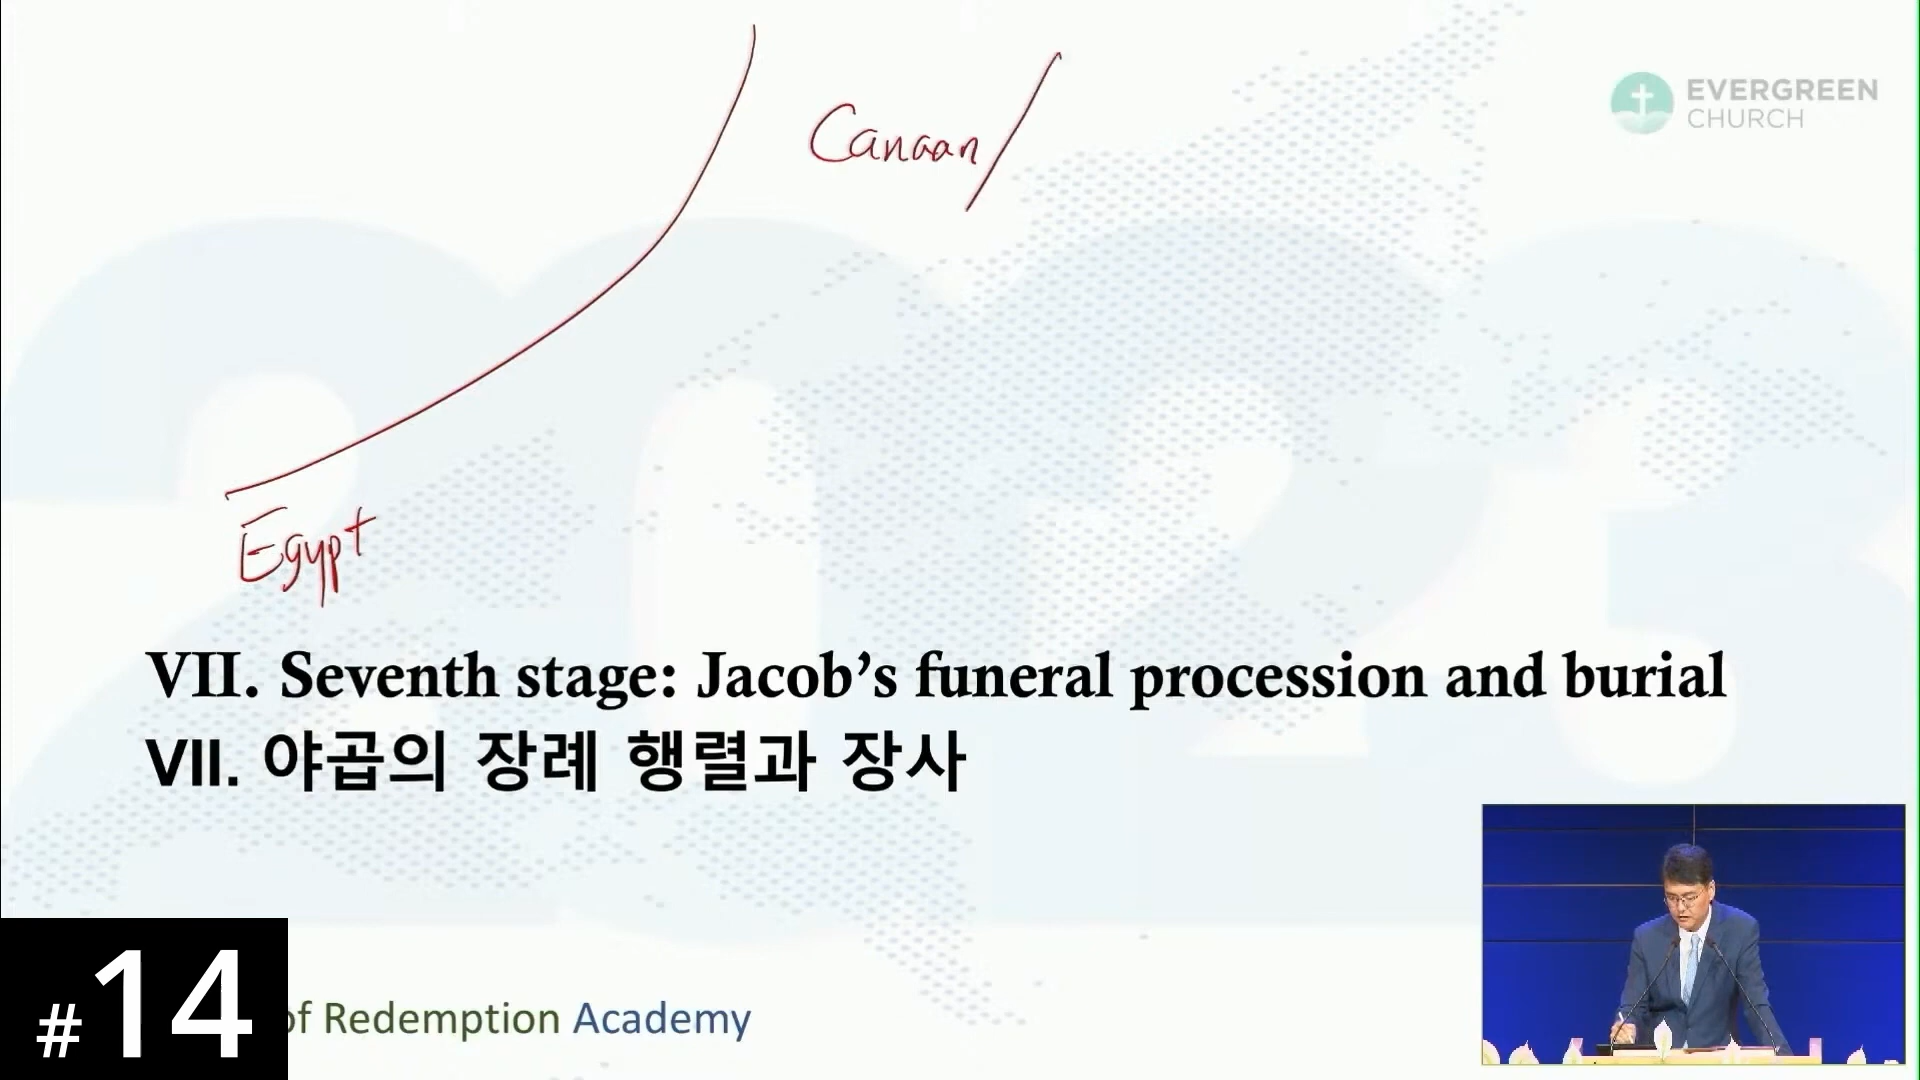 Canaan
EVERGREEN
CHURCH
Egypt
VII. Seventh stage: Jacob’s funeral procession and burial
VII. 야곱의 장례 행렬과 장사
#14
of Redemption Academy